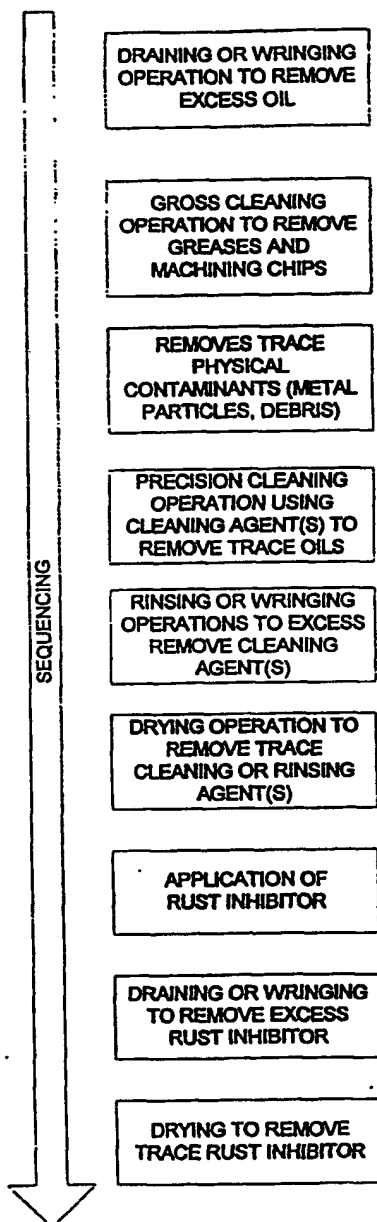 DRAINING OR WRINGING
OPERATION TO REMOVE
EXCESS OIL
GROSS CLEANING
OPERATION TO REMOVE
GREASES AND
MACHINING CHIPS
REMOVES TRACE
PHYSICAL
CONTAMINANTS (METAL
PARTICLES, DEBRIS)
PRECISION CLEANING
OPERATION USING
CLEANING AGENT(S) TO
REMOVE TRACE OILS
SEQUENCING
RINSING OR WRINGING
OPERATIONS TO EXCESS
REMOVE CLEANING
AGENT(S)
DRYING OPERATION TO
REMOVE TRACE
CLEANING OR RINSING
AGENT(S)
APPLICATION OF
RUST INHIBITOR
DRAINING OR WRINGING
TO REMOVE EXCESS
RUST INHIBITOR
DRYING TO REMOVE
TRACE RUST INHIBITOR